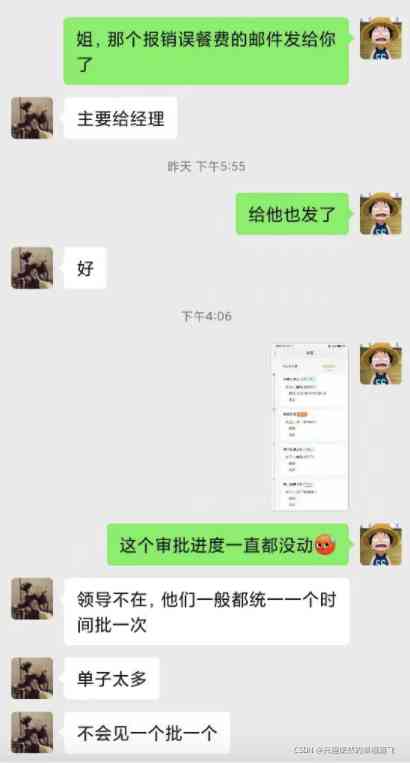 姐，那个报销误餐费的邮件发给你
了
主要给经理
昨天 下午5:55
给他也发了
好
下午4:06
这个审批进度一直都没动
领导不在，他们一般都统一一个时
间批一次
单子太多
不会见一个批一个